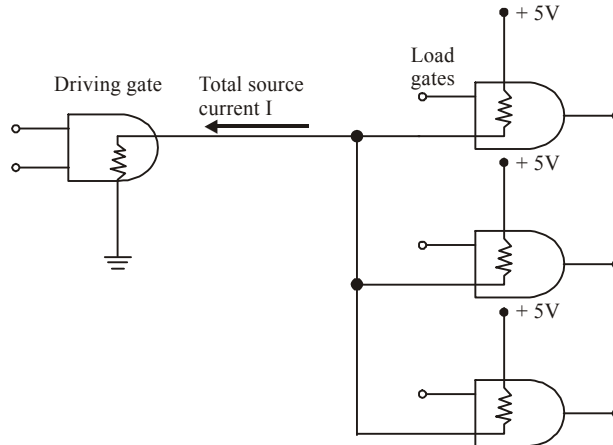 + 5V
Driving gate
Total source
current I
Load
gates
+ 5V
+ 5V